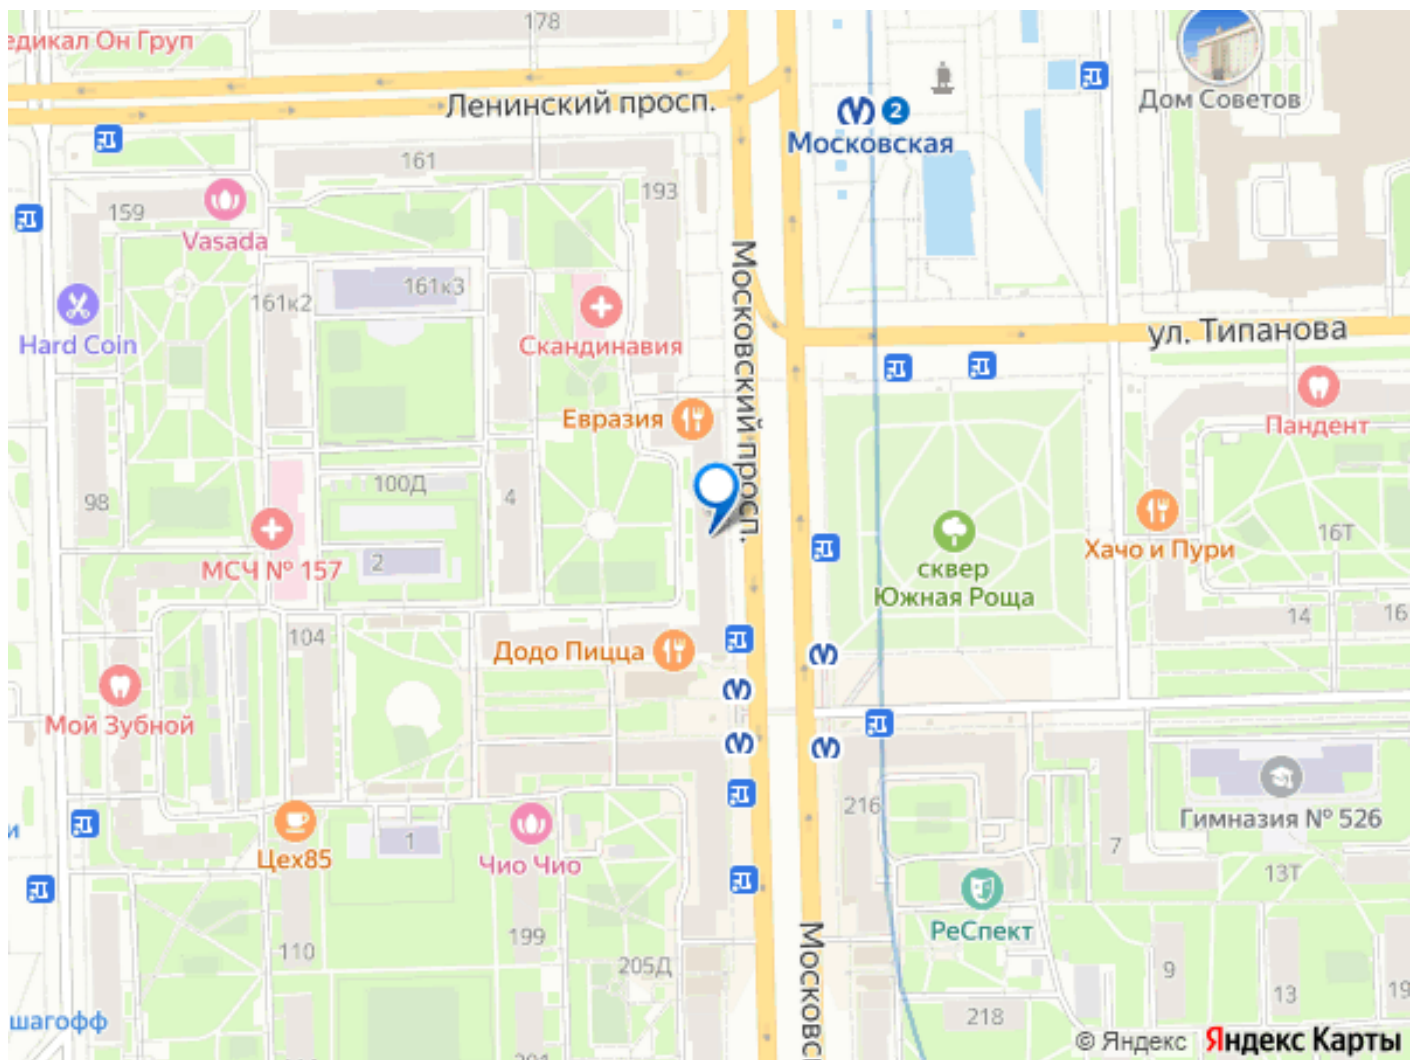 178
едикал Он Груп
Дом Советов
Ленинский просп.
2
Московская
161
193
159
Vasada
Московский просп.
161к2
161к3
Hard Coin
Скандинавия
ул. Типанова
Евразия
Пандент
100Д
4
98
МСЧ № 157
2
сквер
Южная Роща
Хачо и Пури
16Т
14
16
104
Додо Пицца
Мой Зубной
216
Гимназия № 526
7
13Т
и
Цех85
1
Чио Чио
РеСпект
Московс
199
110
205Д
9
13
19
218
шагофф
201
© Яндекс
Яндекс Карты